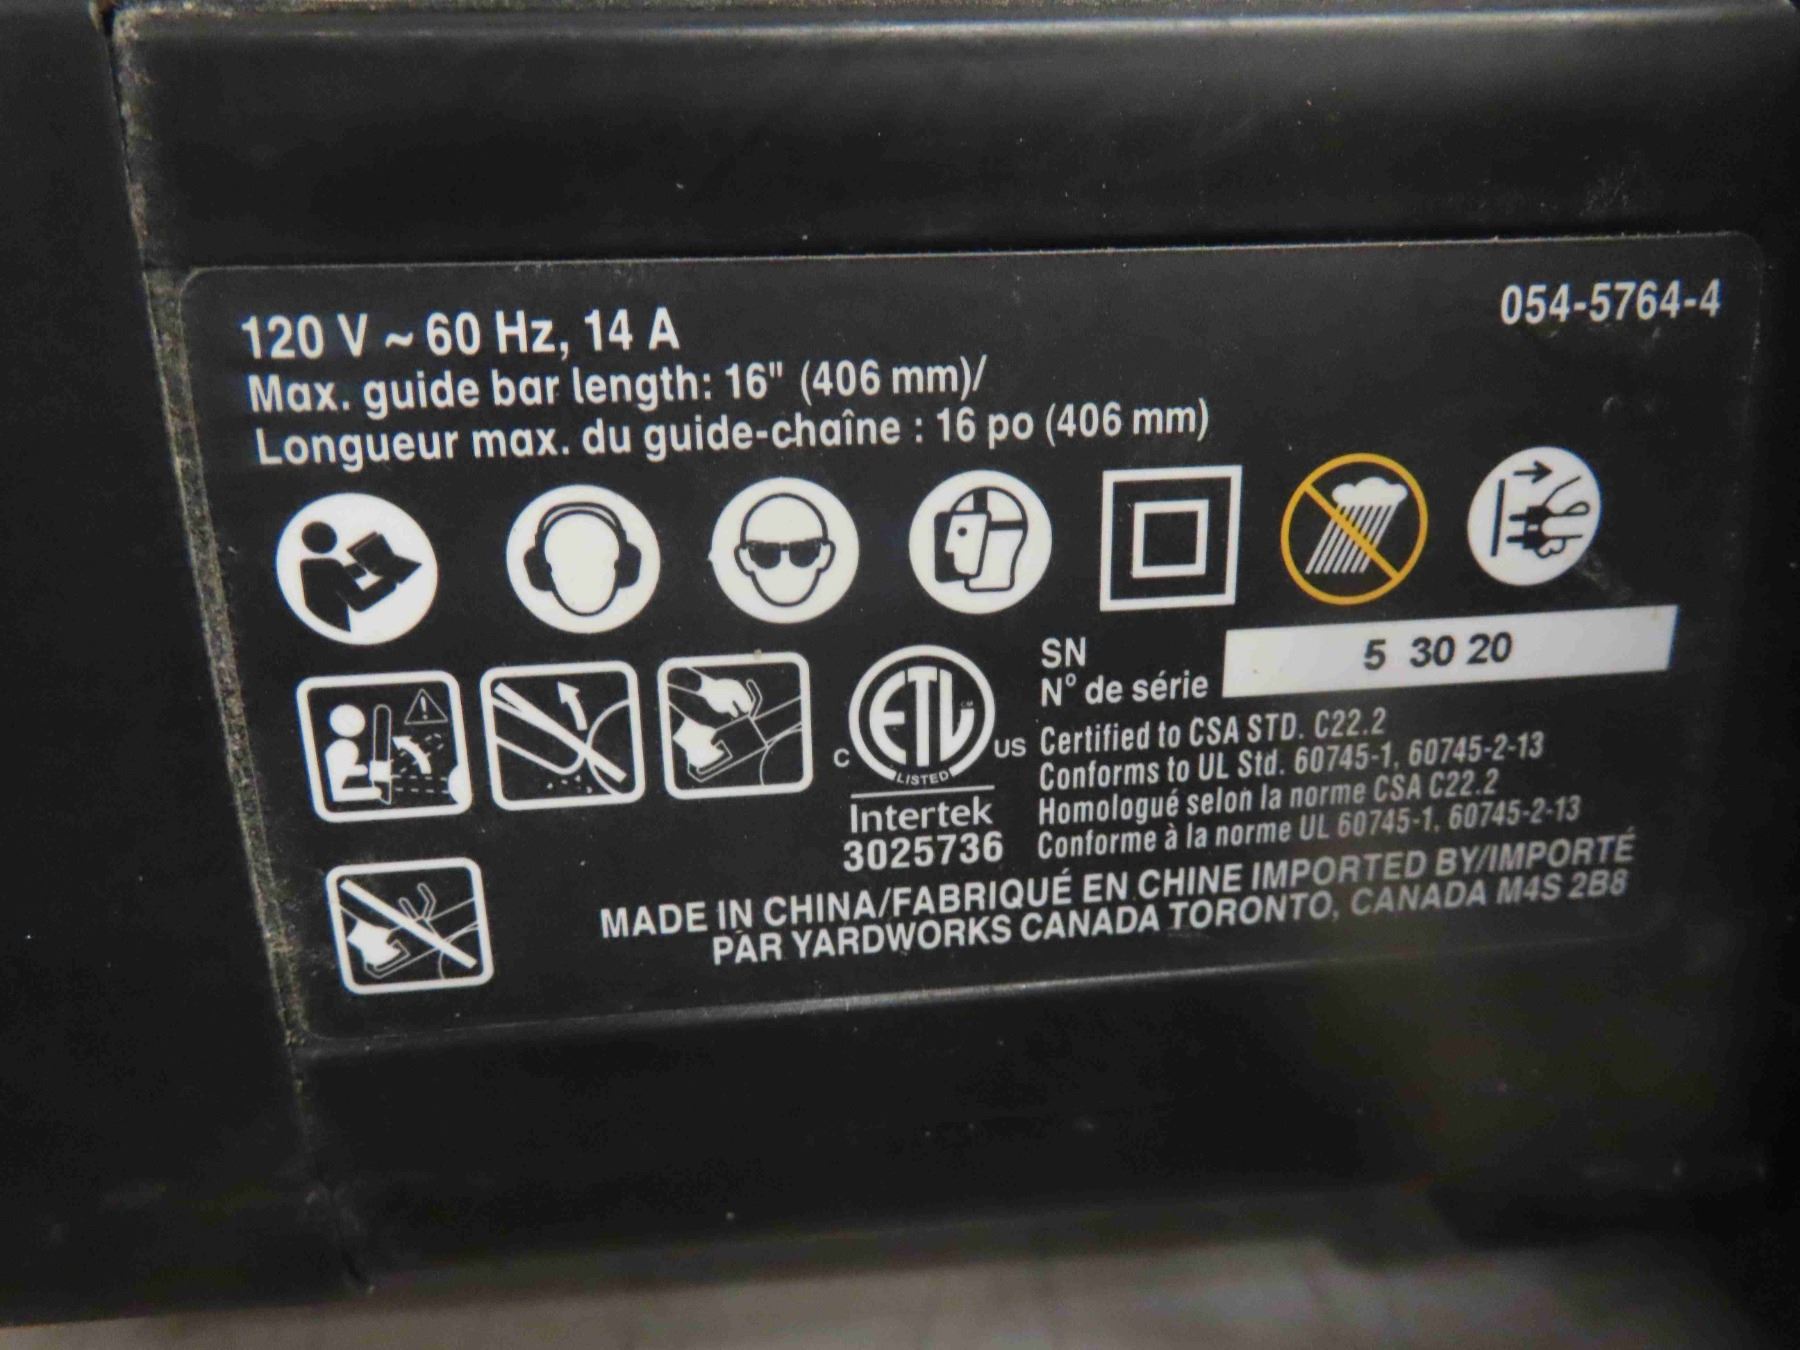 054-5764-4
120 V ~ 60 Hz, 14 A
Max. guide bar length: 16" (406 mm)/
Longueur max. du guide-chaîne : 16 po (406 mm)
SN
N° de série
5 30 20
C ETL CM US
LISTED
Intertek
3025736
Certified to CSA STD. C22.2
Conforms to UL Std. 60745-1, 60745-2-13
Homologué selon la norme CSA C22.2
Conforme à la norme UL 60745-1, 60745-2-13
MADE IN CHINA/FABRIQUÉ EN CHINE IMPORTED BY/IMPORTÉ
PAR YARDWORKS CANADA TORONTO, CANADA M4S 2B8